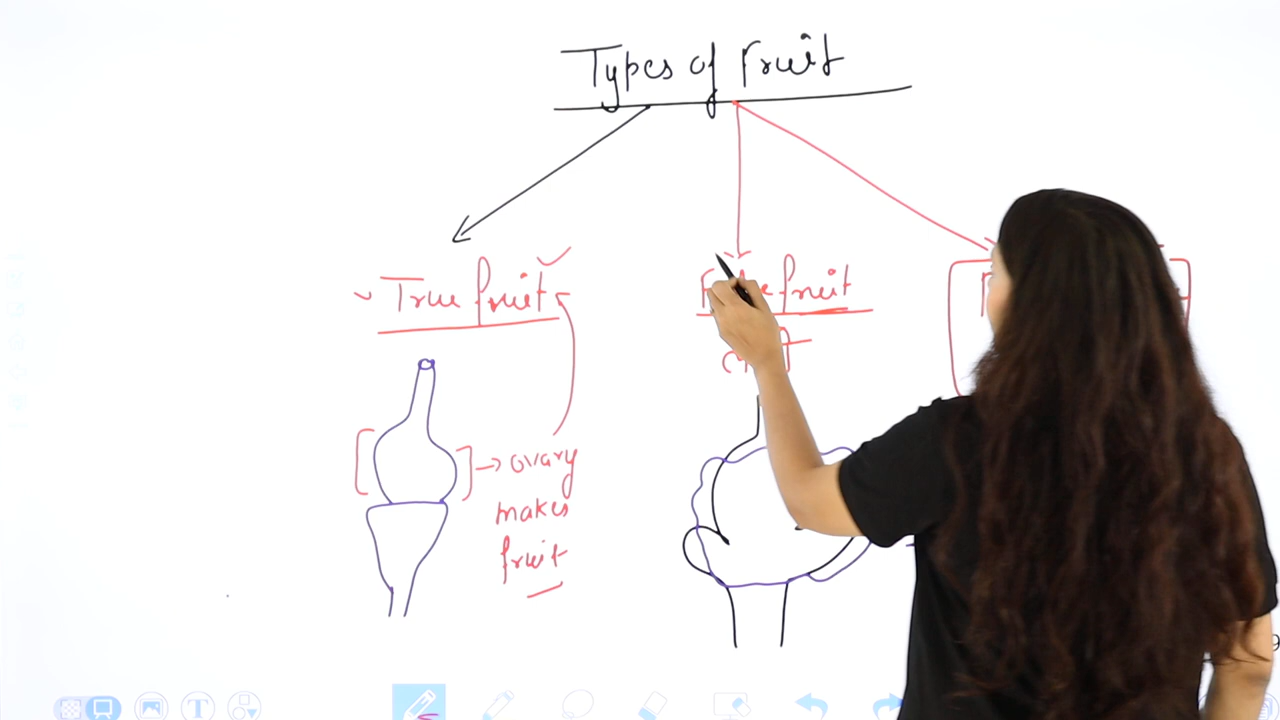 Types of fruit
True fruit
fruit
ovary
makes
fruit
T